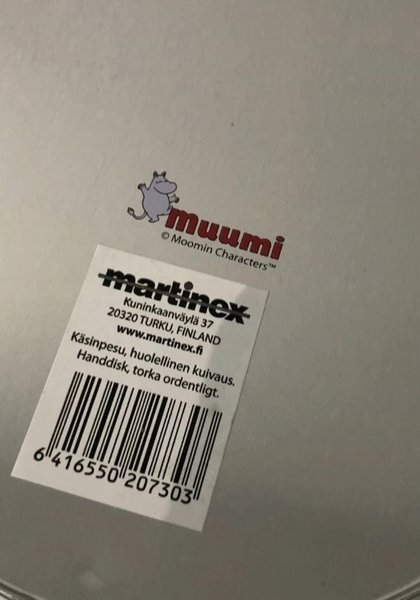 muumi
© Moomin Characters™
martinex
Kuninkaanväylä 37
20320 TURKU, FINLAND
www.martinex.fi
Käsinpesu, huolellinen kuivaus.
Handdisk, torka ordentligt.
6 416550 207303